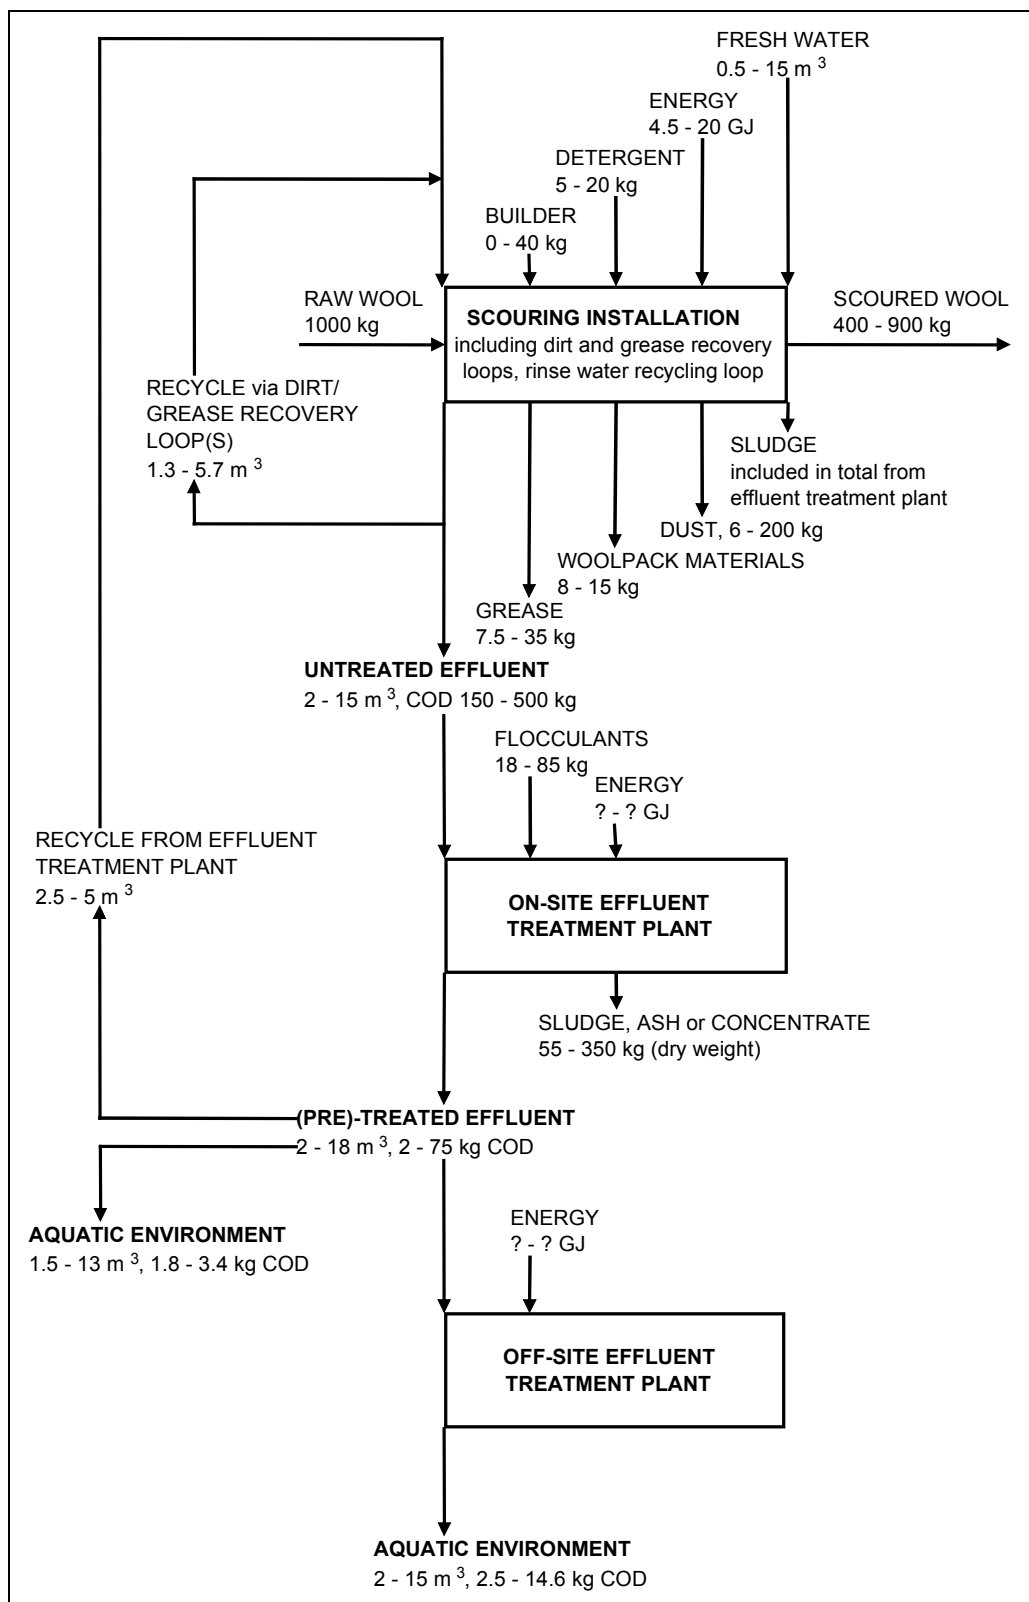 FRESH WATER
0.5 - 15 m 3
ENERGY
4.5 - 20 GJ
DETERGENT
5 - 20 kg
BUILDER
0 - 40 kg
RAW WOOL
1000 kg
SCOURING INSTALLATION
including dirt and grease recovery
loops, rinse water recycling loop
SCOURED WOOL
400 - 900 kg
RECYCLE via DIRT/
GREASE RECOVERY
LOOP(S)
1.3 - 5.7 m 3
SLUDGE
included in total from
effluent treatment plant
DUST, 6 - 200 kg
WOOLPACK MATERIALS
8 - 15 kg
GREASE
7.5 - 35 kg
UNTREATED EFFLUENT
2 - 15 m 3, COD 150 - 500 kg
FLOCCULANTS
18 - 85 kg
ENERGY
? - ? GJ
RECYCLE FROM EFFLUENT
TREATMENT PLANT
2.5 - 5 m 3
ON-SITE EFFLUENT
TREATMENT PLANT
SLUDGE, ASH or CONCENTRATE
55 - 350 kg (dry weight)
(PRE)-TREATED EFFLUENT
2 - 18 m 3, 2 - 75 kg COD
AQUATIC ENVIRONMENT
1.5 - 13 m 3, 1.8 - 3.4 kg COD
ENERGY
? - ? GJ
OFF-SITE EFFLUENT
TREATMENT PLANT
AQUATIC ENVIRONMENT
2 - 15 m 3, 2.5 - 14.6 kg COD